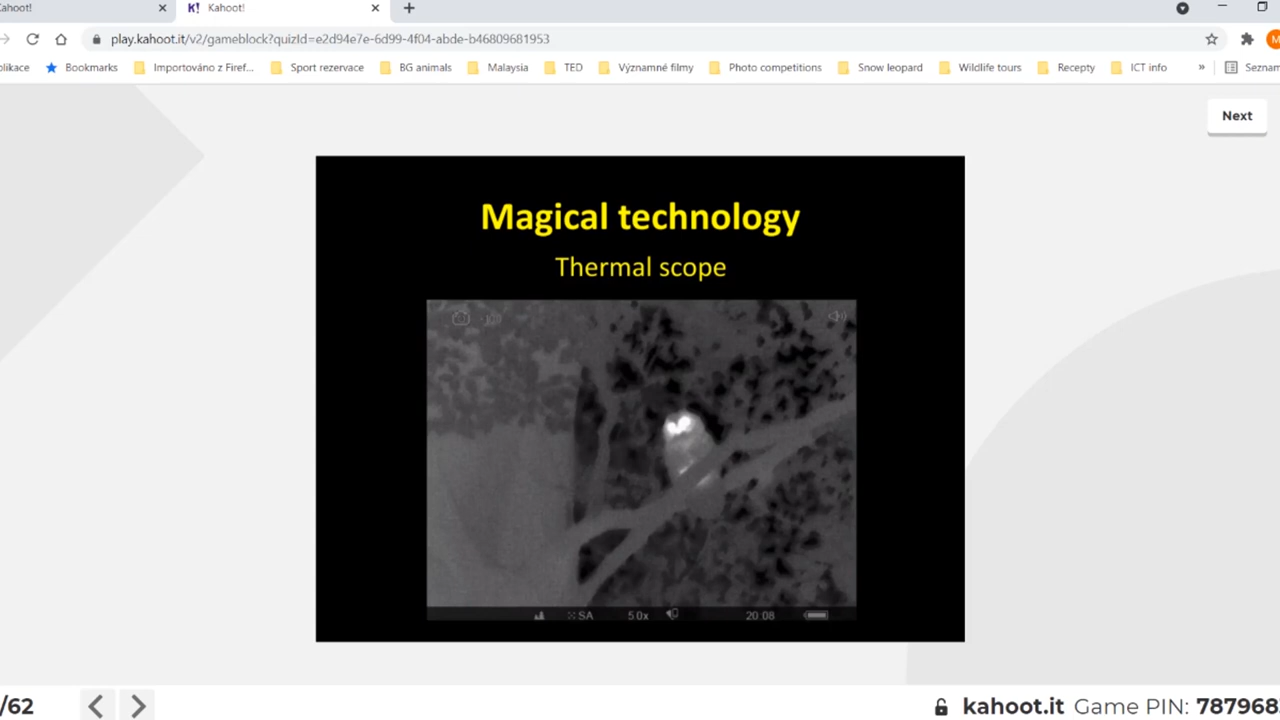 Kahoot!
K! Kahoot!
play.kahoot.it/v2/gameblock?quizId=e2d94e7e-6d99-4f04-abde-b46809681953
plikace Bookmarks Importováno z Firef... Sport rezervace BG animals Malaysia TED Významné filmy Photo competitions Snow leopard Wildlife tours Recepty ICT info » Seznam
Next
Magical technology
Thermal scope
SA 5.0x 20:08
/62
kahoot.it Game PIN: 787968